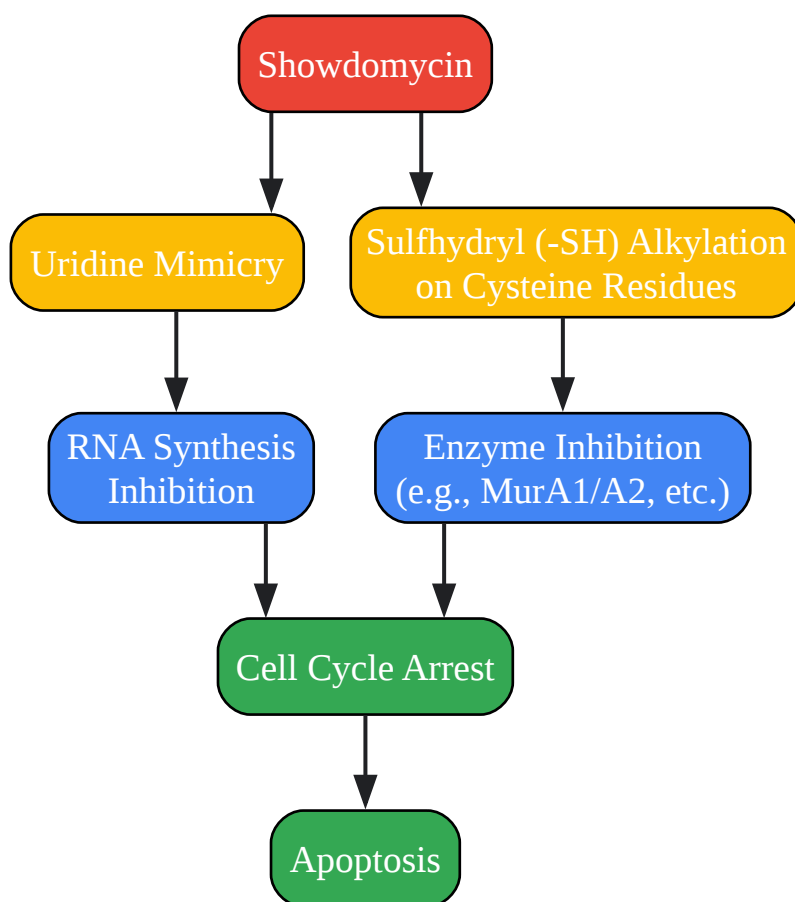 Showdomycin
Uridine Mimicry
Sulfhydryl (-SH) Alkylation
on Cysteine Residues
RNA Synthesis
Inhibition
Enzyme Inhibition
(e.g., MurA1/A2, etc.)
Cell Cycle Arrest
Apoptosis